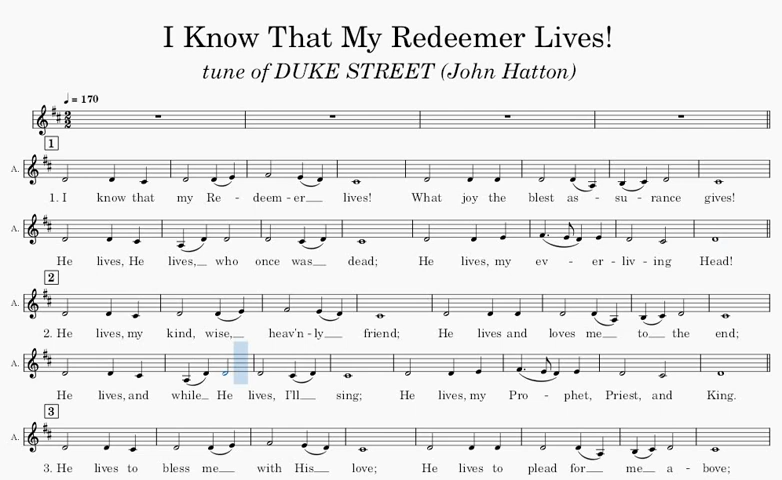 I Know That My Redeemer Lives!
tune of DUKE STREET (John Hatton)
♩ = 170
1
A.
1. I know that my Re - deem - er lives! What joy the blest as - su - rance gives!
A.
He lives, He lives, who once was dead; He lives, my ev - er - liv - ing Head!
2
A.
2. He lives, my kind, wise, heav'n - ly friend; He lives and loves me to the end;
A.
He lives, and while He lives, I'll sing; He lives, my Pro - phet, Priest, and King.
3
A.
3. He lives to bless me with His love; He lives to plead for me a - bove;